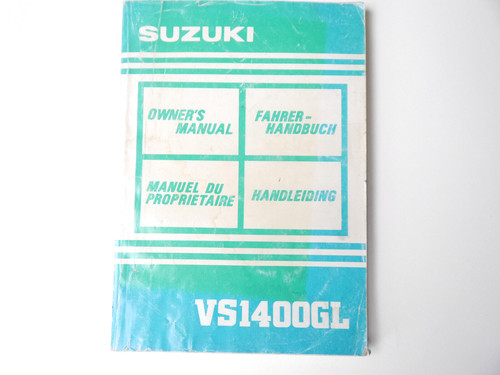 SUZUKI
OWNER'S
MANUAL
FAHRER-
HANDBUCH
MANUEL DU
PROPRIETAIRE
HANDLEIDING
VS1400GL